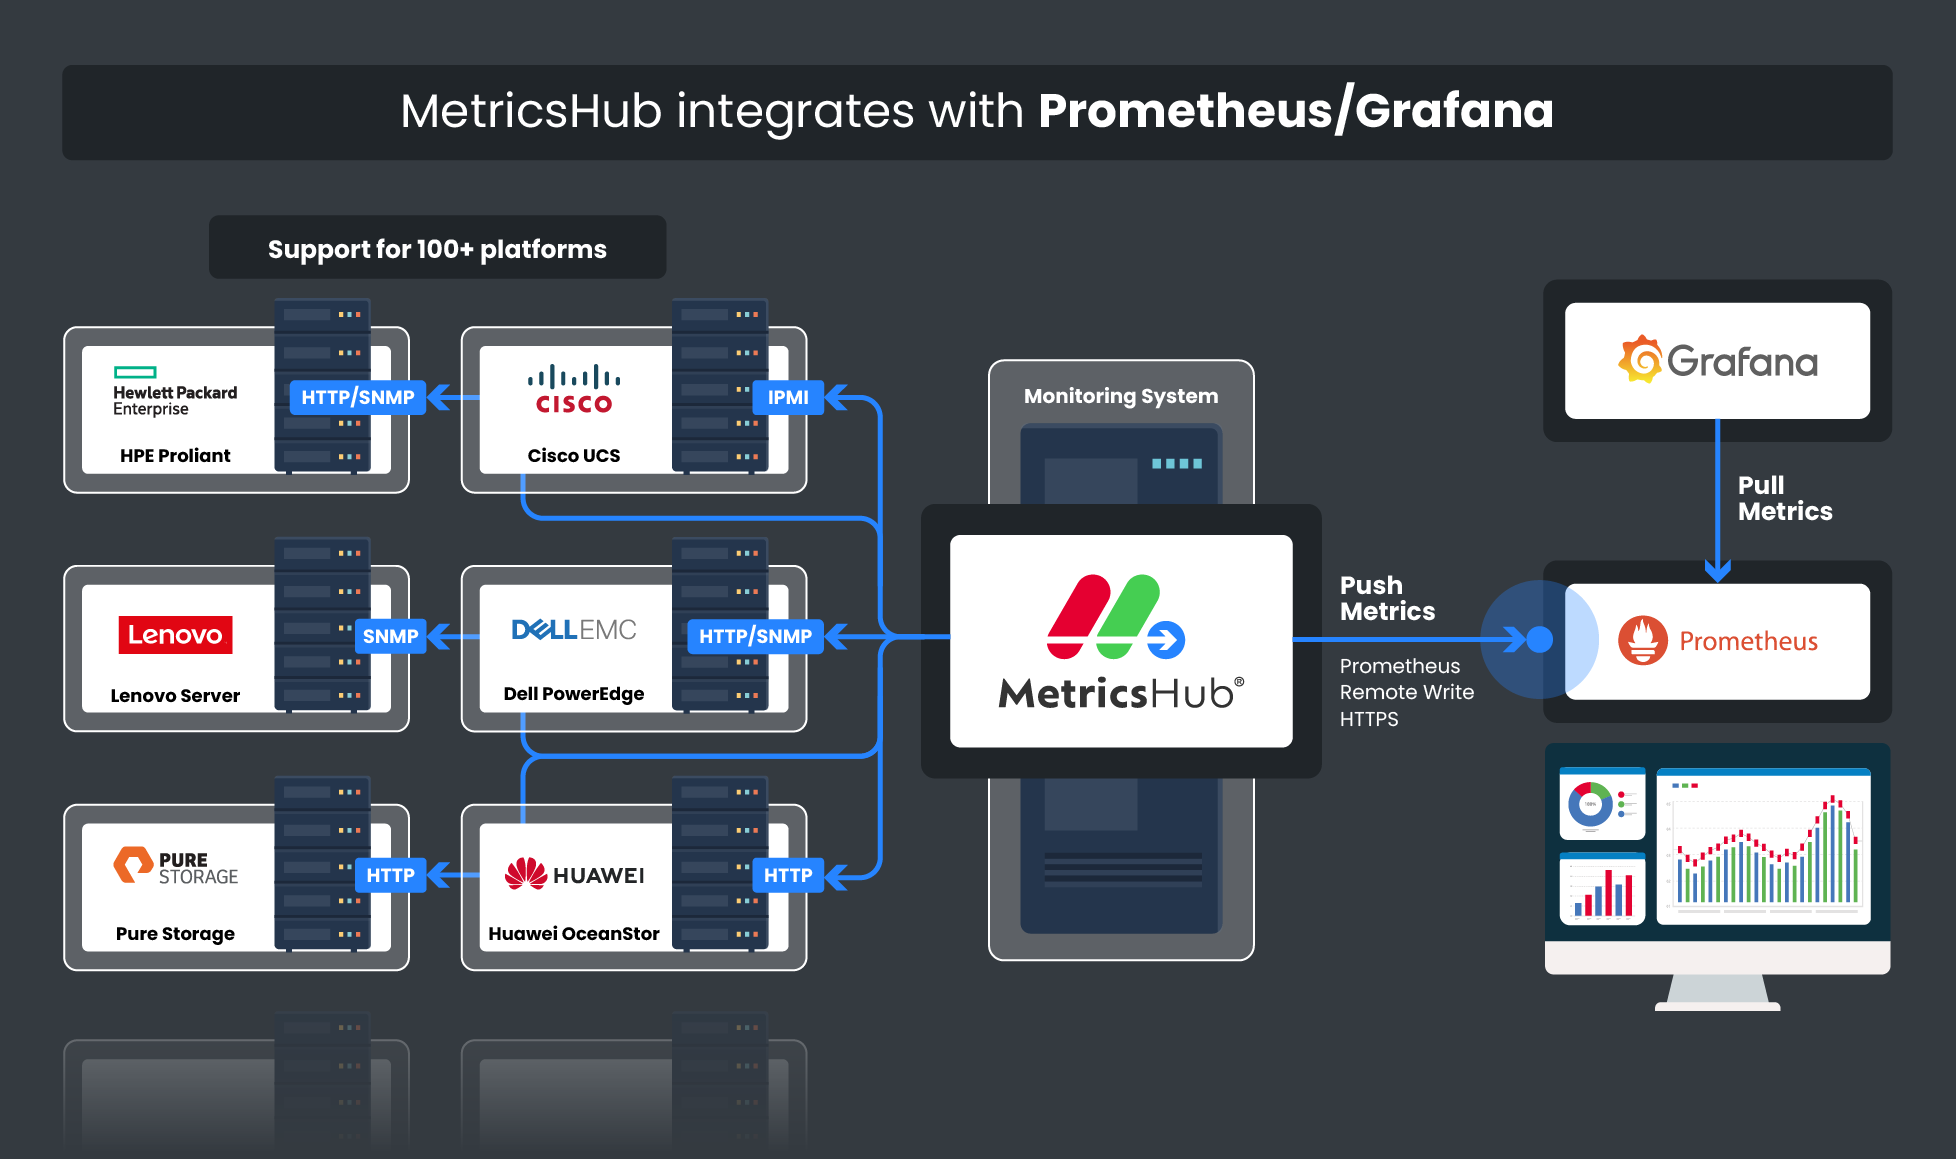 MetricsHub integrates with Prometheus/Grafana
Support for 100+ platforms
Hewlett Packard
Enterprise
HPE Proliant
HTTP/SNMP
CISCO
Cisco UCS
IPMI
Lenovo
Lenovo Server
SNMP
DELLEMC
Dell PowerEdge
HTTP/SNMP
PURE
STORAGE
Pure Storage
HTTP
HUAWEI
Huawei OceanStor
HTTP
Monitoring System
MetricsHub®
Push
Metrics
Prometheus
Remote Write
HTTPS
Grafana
Pull
Metrics
Prometheus
100%